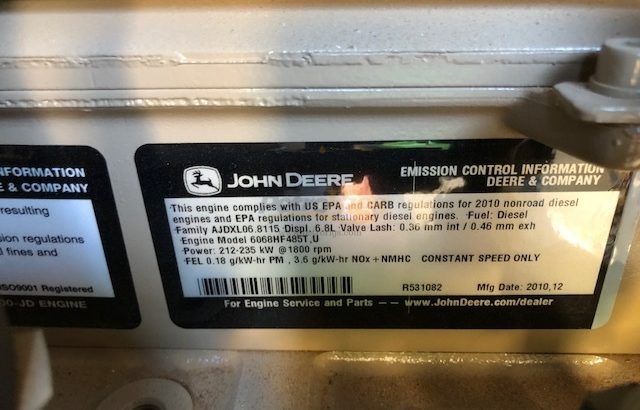 NFORMATION
& COMPANY
resulting
sion regulations
l fines and
ISO9001 Registered
00-JD ENGINE
JOHN DEERE
EMISSION CONTROL INFORMATION
DEERE & COMPANY
This engine complies with US EPA and CARB regulations for 2010 nonroad diesel
engines and EPA regulations for stationary diesel engines. Fuel: Diesel
Family AJDXL06.8115 Displ. 6.8L Valve Lash: 0.36 mm int / 0.46 mm exh
Engine Model 6068HF485T,U
Power: 212-235 kW @ 1800 rpm
FEL 0.18 g/kW-hr PM , 3.6 g/kW-hr NOx + NMHC CONSTANT SPEED ONLY
R531082 Mfg Date: 2010,12
For Engine Service and Parts — — www.JohnDeere.com/dealer